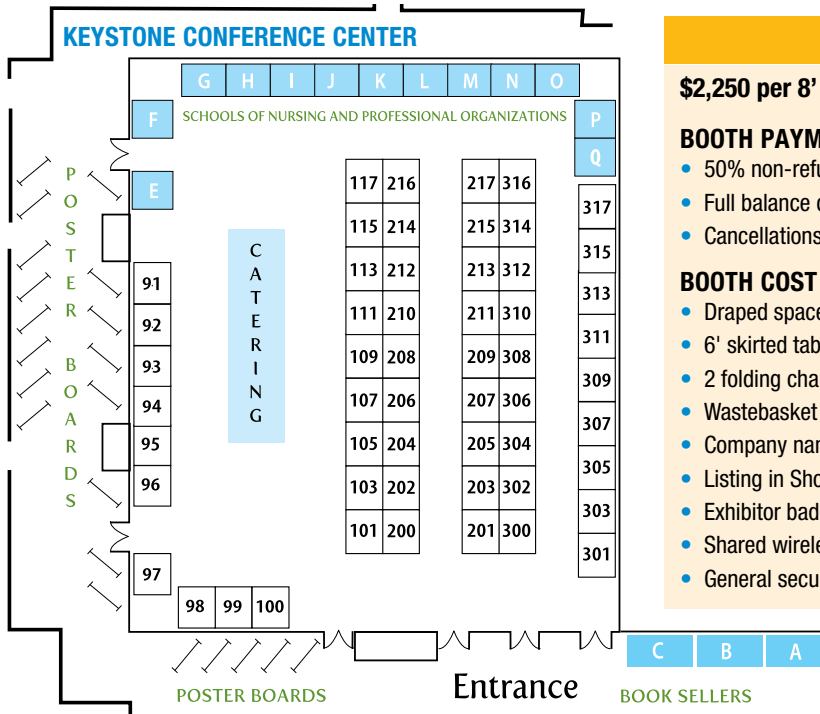 KEYSTONE CONFERENCE CENTER
G H I J K L M N O
SCHOOLS OF NURSING AND PROFESSIONAL ORGANIZATIONS
F
E
P
Q
POSTER BOARDS
CATERING
91
92
93
94
95
96
97
98 99 100
117 216
115 214
113 212
111 210
109 208
107 206
105 204
103 202
101 200
217 316
215 314
213 312
211 310
209 308
207 306
205 304
203 302
201 300
317
315
313
311
309
307
305
303
301
POSTER BOARDS
Entrance
C B A
BOOK SELLERS
$2,250 per 8'
BOOTH PAYM
• 50% non-refu
• Full balance
• Cancellations
BOOTH COST
• Draped space
• 6' skirted tab
• 2 folding cha
• Wastebasket
• Company nam
• Listing in Sho
• Exhibitor bad
• Shared wirele
• General secu